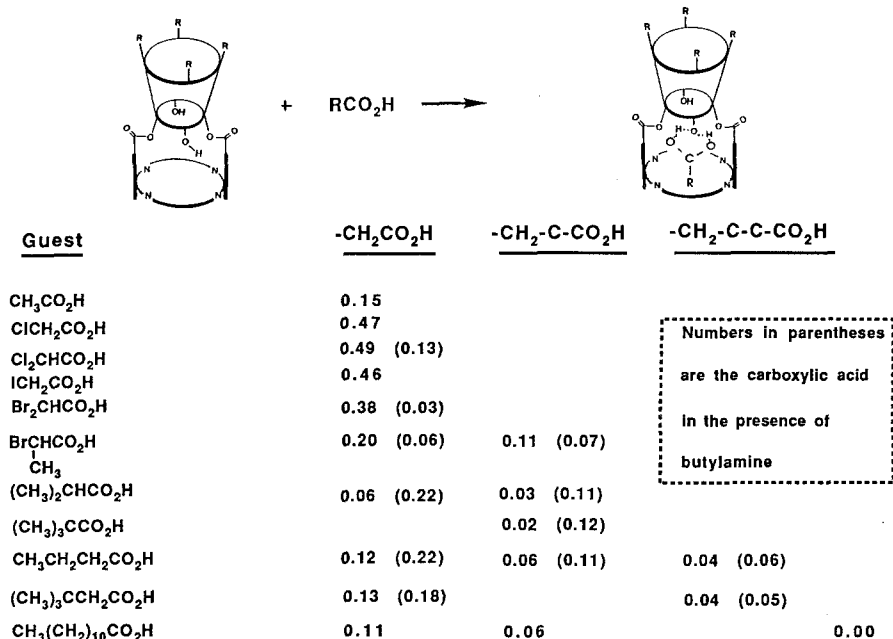 R R R R
R R R R
OH O H
+ RCO₂H
OH
O O O O
O O O O
H O H
O C O
N N N N
N N N N
R
Guest -CH₂CO₂H -CH₂-C-CO₂H -CH₂-C-C-CO₂H
CH₃CO₂H 0.15
ClCH₂CO₂H 0.47
Cl₂CHCO₂H 0.49 (0.13)
ICH₂CO₂H 0.46
Br₂CHCO₂H 0.38 (0.03)
BrCHCO₂H 0.20 (0.06) 0.11 (0.07)
CH₃
(CH₃)₂CHCO₂H 0.06 (0.22) 0.03 (0.11)
(CH₃)₃CCO₂H 0.02 (0.12)
CH₃CH₂CH₂CO₂H 0.12 (0.22) 0.06 (0.11) 0.04 (0.06)
(CH₃)₃CCH₂CO₂H 0.13 (0.18) 0.04 (0.05)
CH₃(CH₂)₁₀CO₂H 0.11 0.06 0.00
Numbers in parentheses
are the carboxylic acid
in the presence of
butylamine